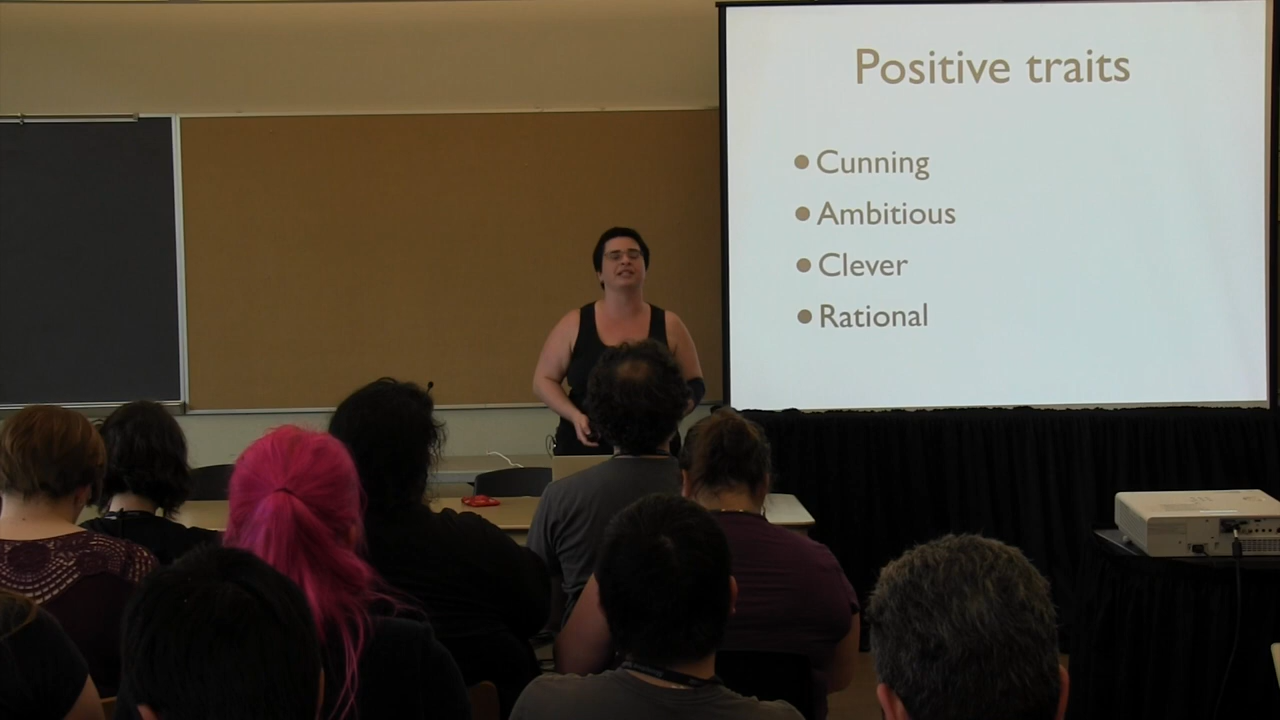 Positive traits
• Cunning
• Ambitious
• Clever
• Rational